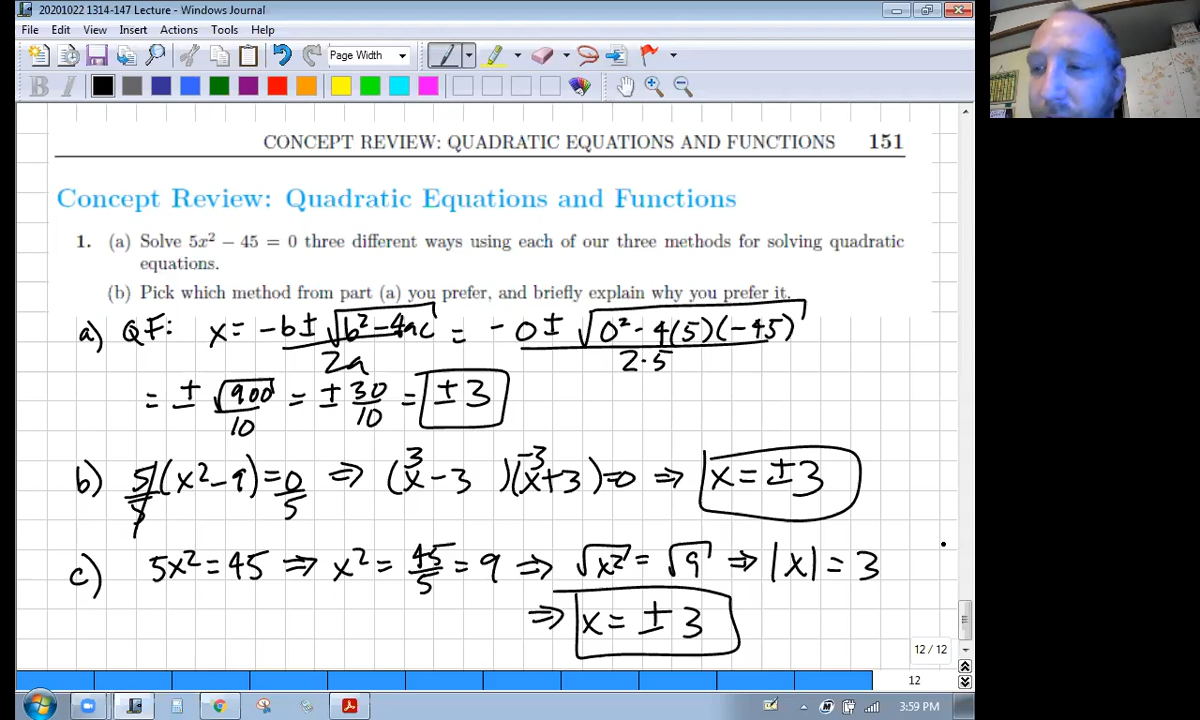 20201022 1314-147 Lecture - Windows Journal
File Edit View Insert Actions Tools Help
Page Width
B I
CONCEPT REVIEW: QUADRATIC EQUATIONS AND FUNCTIONS 151
Concept Review: Quadratic Equations and Functions
1. (a) Solve 5x² − 45 = 0 three different ways using each of our three methods for solving quadratic
equations.
(b) Pick which method from part (a) you prefer, and briefly explain why you prefer it.
a) QF: x = −b ± √(b² − 4ac) / 2a = −0 ± √(0² − 4(5)(−45)) / 2·5
= ± √900 / 10 = ± 30/10 = ± 3
b) 5/5 (x² − 9) = 0/5 ⇒ (x³ − 3)(x⁻³ + 3) = 0 ⇒ x = ± 3
c) 5x² = 45 ⇒ x² = 45/5 = 9 ⇒ √x² = √9 ⇒ |x| = 3
⇒ x = ± 3
12 / 12
12
3:59 PM